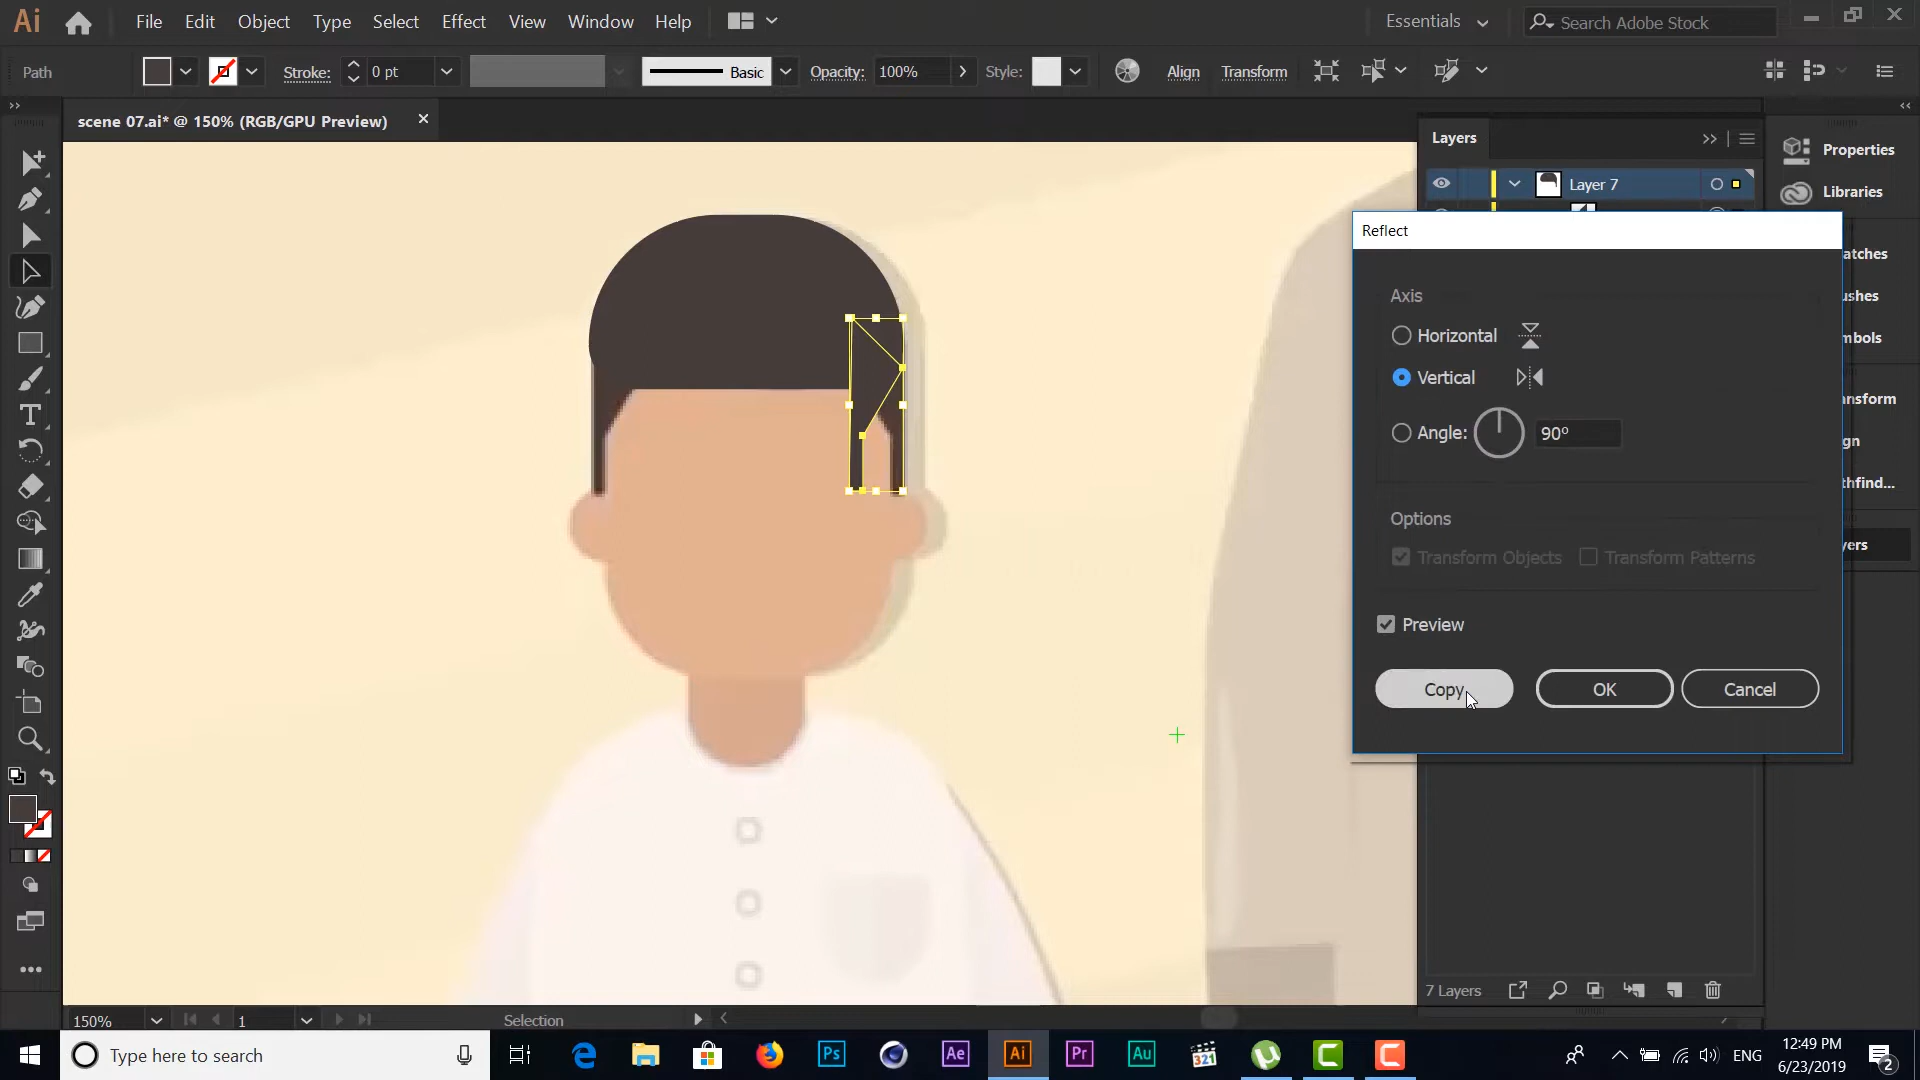 Ai File Edit Object Type Select Effect View Window Help Essentials Search Adobe Stock
Path Stroke: 0 pt Basic Opacity: 100% Style: Align Transform
scene 07.ai* @ 150% (RGB/GPU Preview)
Layers
Layer 7
Properties
Libraries
Reflect
Axis
Horizontal
Vertical
Angle: 90°
Options
Transform Objects Transform Patterns
Preview
Copy OK Cancel
atches
ushes
mbols
ansform
gn
thfind...
yers
7 Layers
150% 1 Selection
Type here to search
Ps Ae Ai Pr Au 321
ENG
12:49 PM
6/23/2019
2